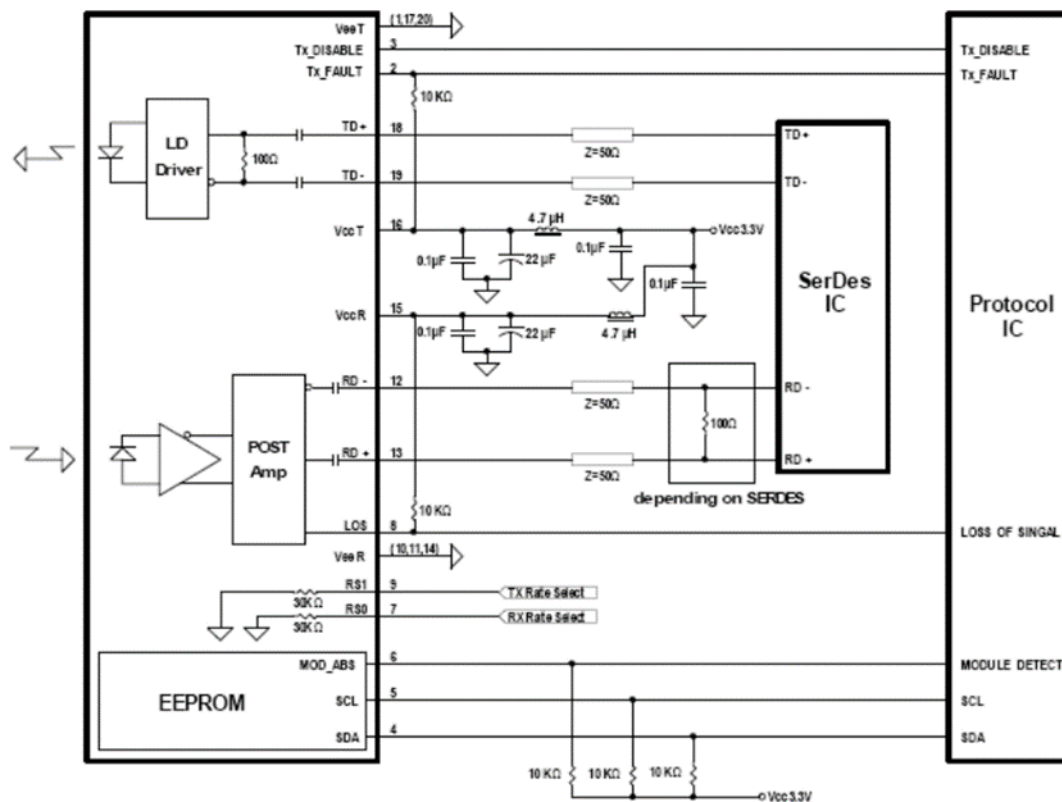 VeeT (1,17,20)
Tx_DISABLE 3 Tx_DISABLE
Tx_FAULT 2 Tx_FAULT
10 KΩ
LD
Driver
100Ω
TD+ 18 TD+
Z=50Ω
TD- 19 TD-
Z=50Ω
VccT 16
4.7 μH
Vcc3.3V
0.1μF
22 μF
0.1μF
0.1μF
SerDes
IC
Protocol
IC
VccR 15
0.1μF
22 μF
4.7 μH
RD - 12 RD -
Z=50Ω
100Ω
POST
Amp
RD + 13 RD +
Z=50Ω
depending on SERDES
10 KΩ
LOS 8 LOSS OF SINGAL
VeeR (10,11,14)
RS1 9 TX Rate Select
30KΩ
RS0 7 RX Rate Select
30KΩ
MOD_ABS 6 MODULE DETECT
EEPROM
SCL 5 SCL
SDA 4 SDA
10 KΩ 10 KΩ 10 KΩ
Vcc3.3V